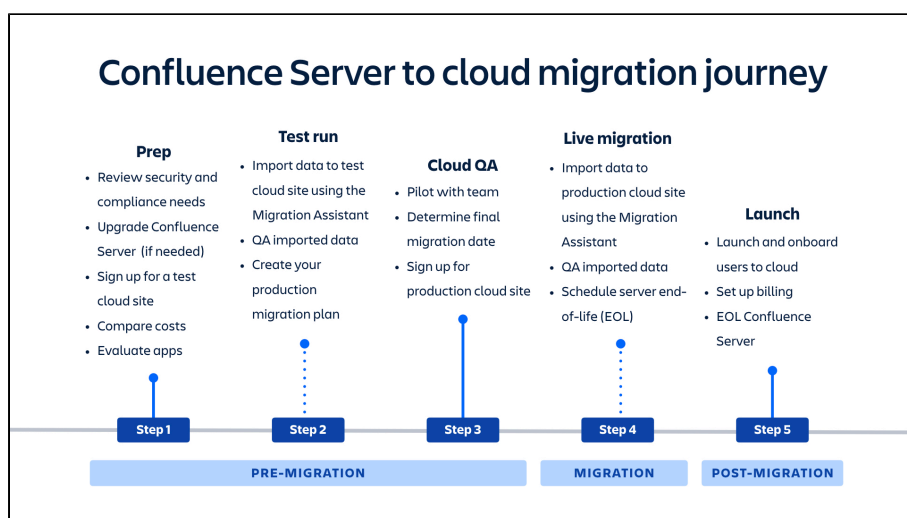 Confluence Server to cloud migration journey
Prep
• Review security and
compliance needs
• Upgrade Confluence
Server (if needed)
• Sign up for a test
cloud site
• Compare costs
• Evaluate apps
Test run
• Import data to test
cloud site using the
Migration Assistant
• QA imported data
• Create your
production
migration plan
Cloud QA
• Pilot with team
• Determine final
migration date
• Sign up for
production cloud site
Live migration
• Import data to
production cloud site
using the Migration
Assistant
• QA imported data
• Schedule server end-
of-life (EOL)
Launch
• Launch and onboard
users to cloud
• Set up billing
• EOL Confluence
Server
Step 1
Step 2
Step 3
Step 4
Step 5
PRE-MIGRATION
MIGRATION
POST-MIGRATION